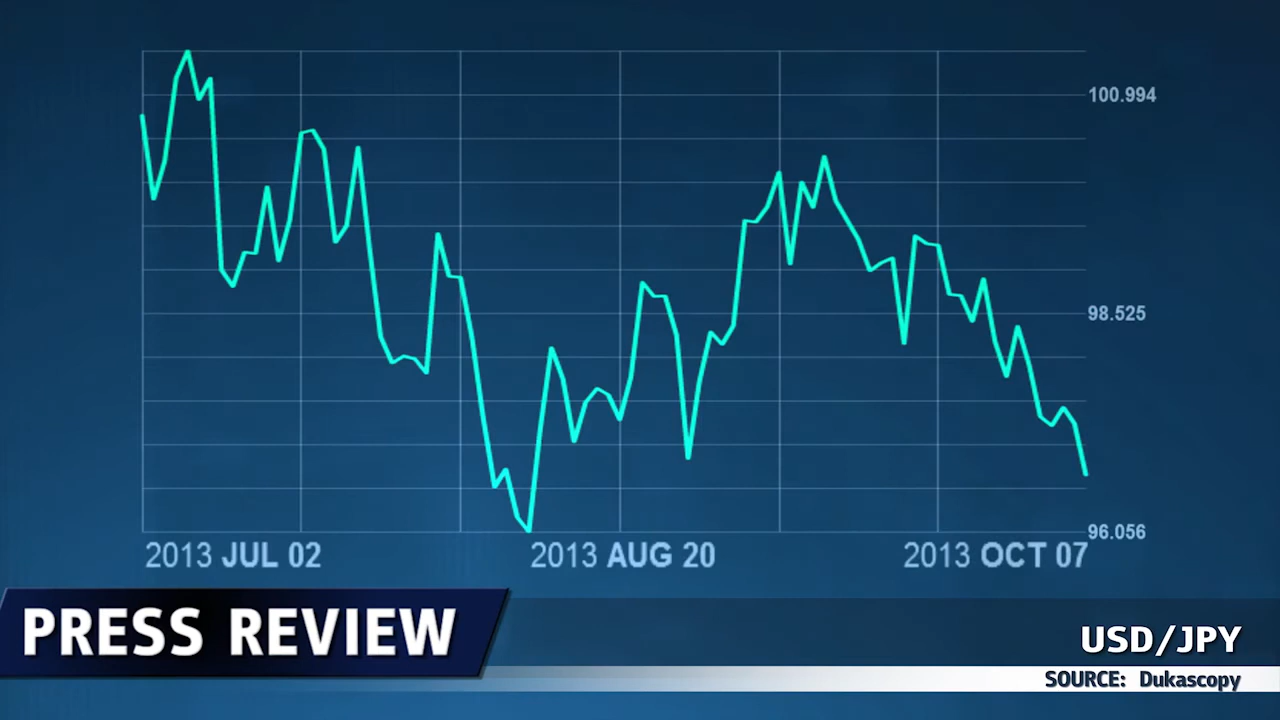 100.994
98.525
96.056
2013 JUL 02
2013 AUG 20
2013 OCT 07
PRESS REVIEW
USD/JPY
SOURCE: Dukascopy